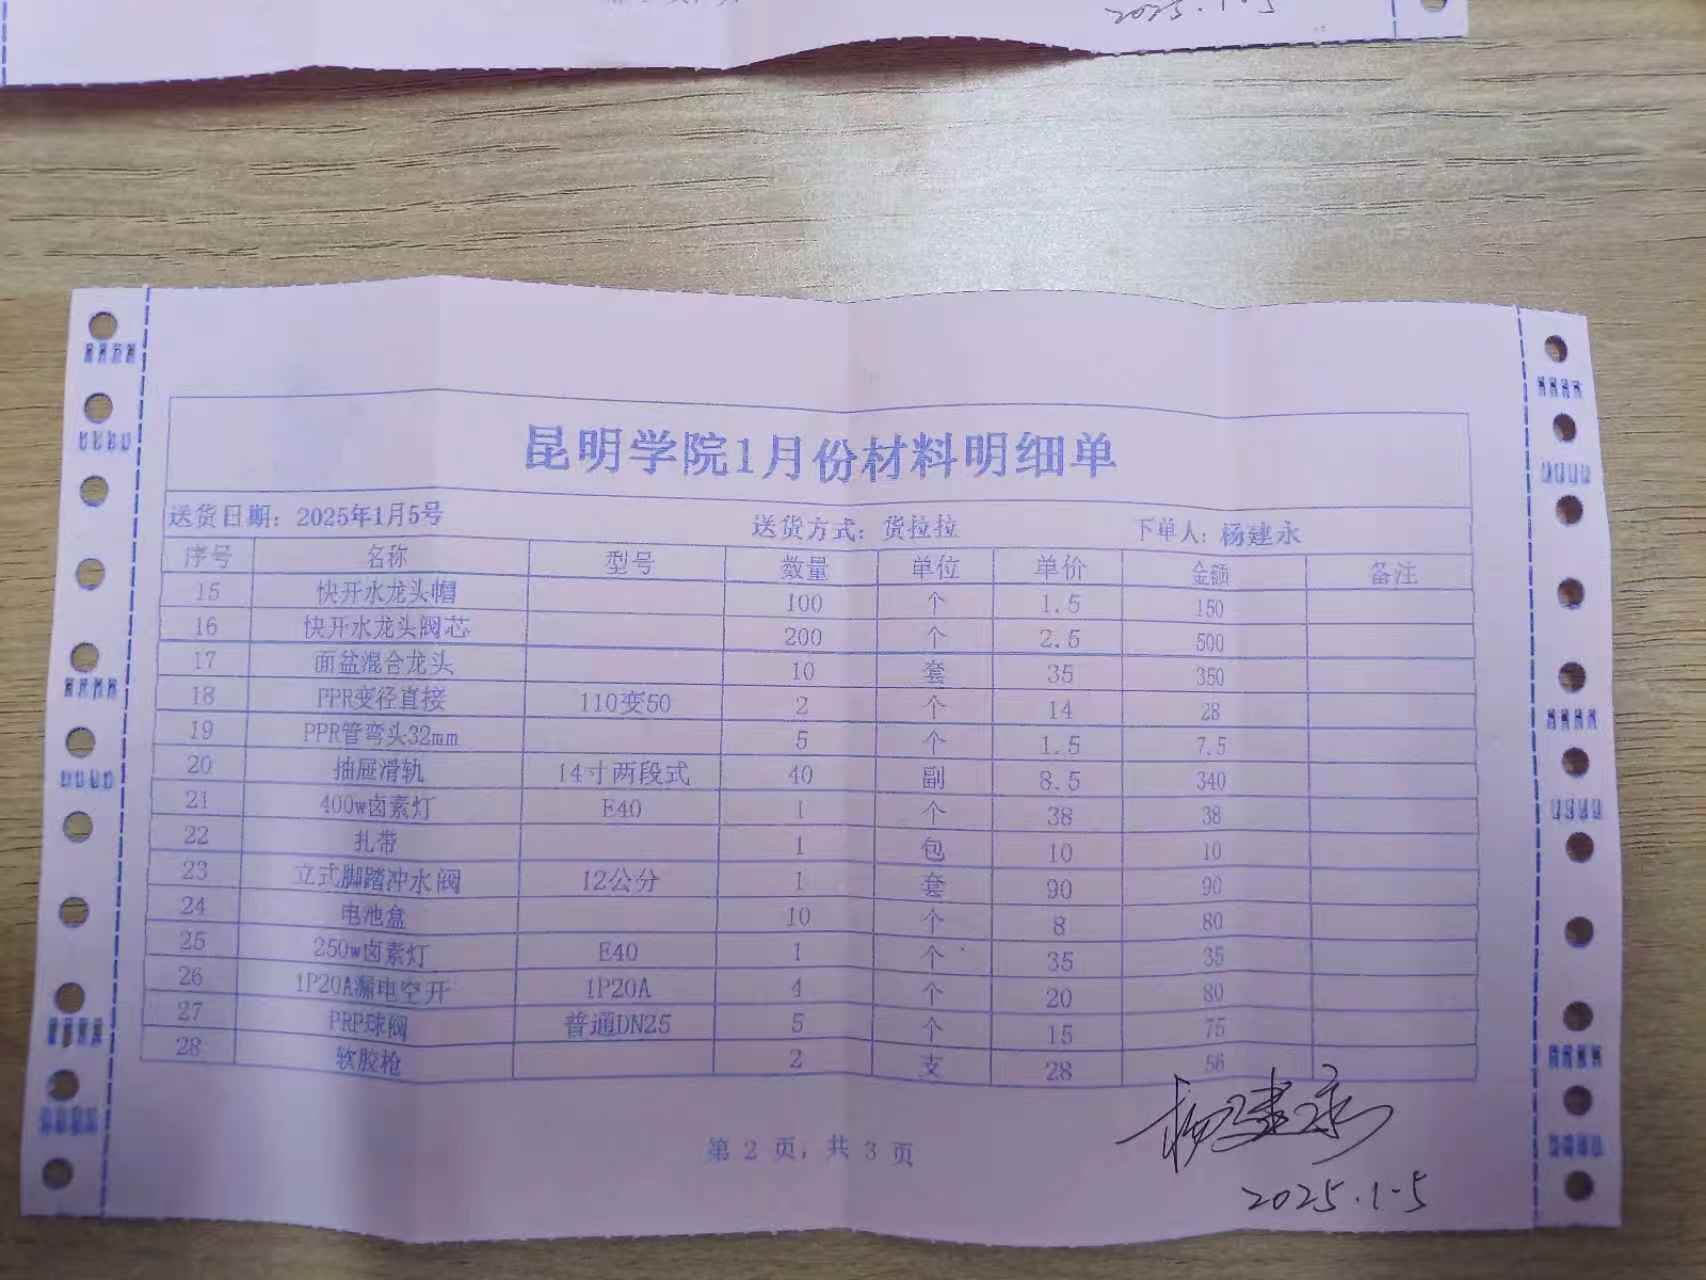 2025.1.5
昆明学院1月份材料明细单
送货日期：2025年1月5号 送货方式：货拉拉 下单人：杨建永
序号 名称 型号 数量 单位 单价 金额 备注
15 快开水龙头帽 100 个 1.5 150
16 快开水龙头阀芯 200 个 2.5 500
17 面盆混合龙头 10 套 35 350
18 PPR变径直接 110变50 2 个 14 28
19 PPR管弯头32mm 5 个 1.5 7.5
20 抽屉滑轨 14寸两段式 40 副 8.5 340
21 400w卤素灯 E40 1 个 38 38
22 扎带 1 包 10 10
23 立式脚踏冲水阀 12公分 1 套 90 90
24 电池盒 10 个 8 80
25 250w卤素灯 E40 1 个 35 35
26 1P20A漏电空开 1P20A 4 个 20 80
27 PRP球阀 普通DN25 5 个 15 75
28 软胶枪 2 支 28 56
第 2 页，共 3 页
杨建永
2025.1-5